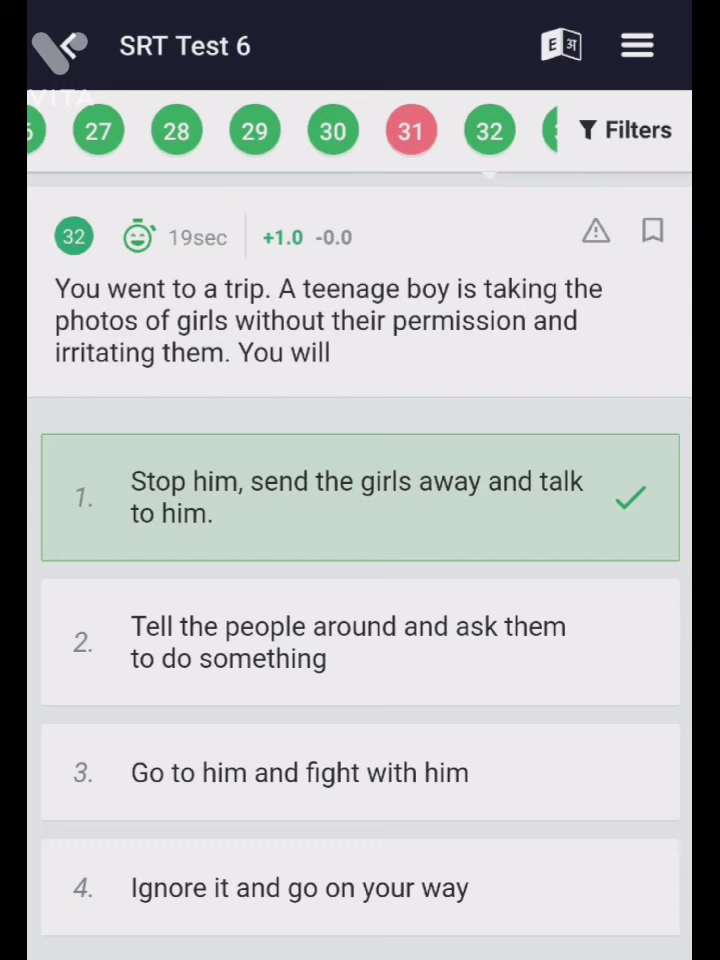 SRT Test 6
E अ
VITA
6 27 28 29 30 31 32
Filters
32 19sec +1.0 -0.0
You went to a trip. A teenage boy is taking the
photos of girls without their permission and
irritating them. You will
1. Stop him, send the girls away and talk
to him.
2. Tell the people around and ask them
to do something
3. Go to him and fight with him
4. Ignore it and go on your way